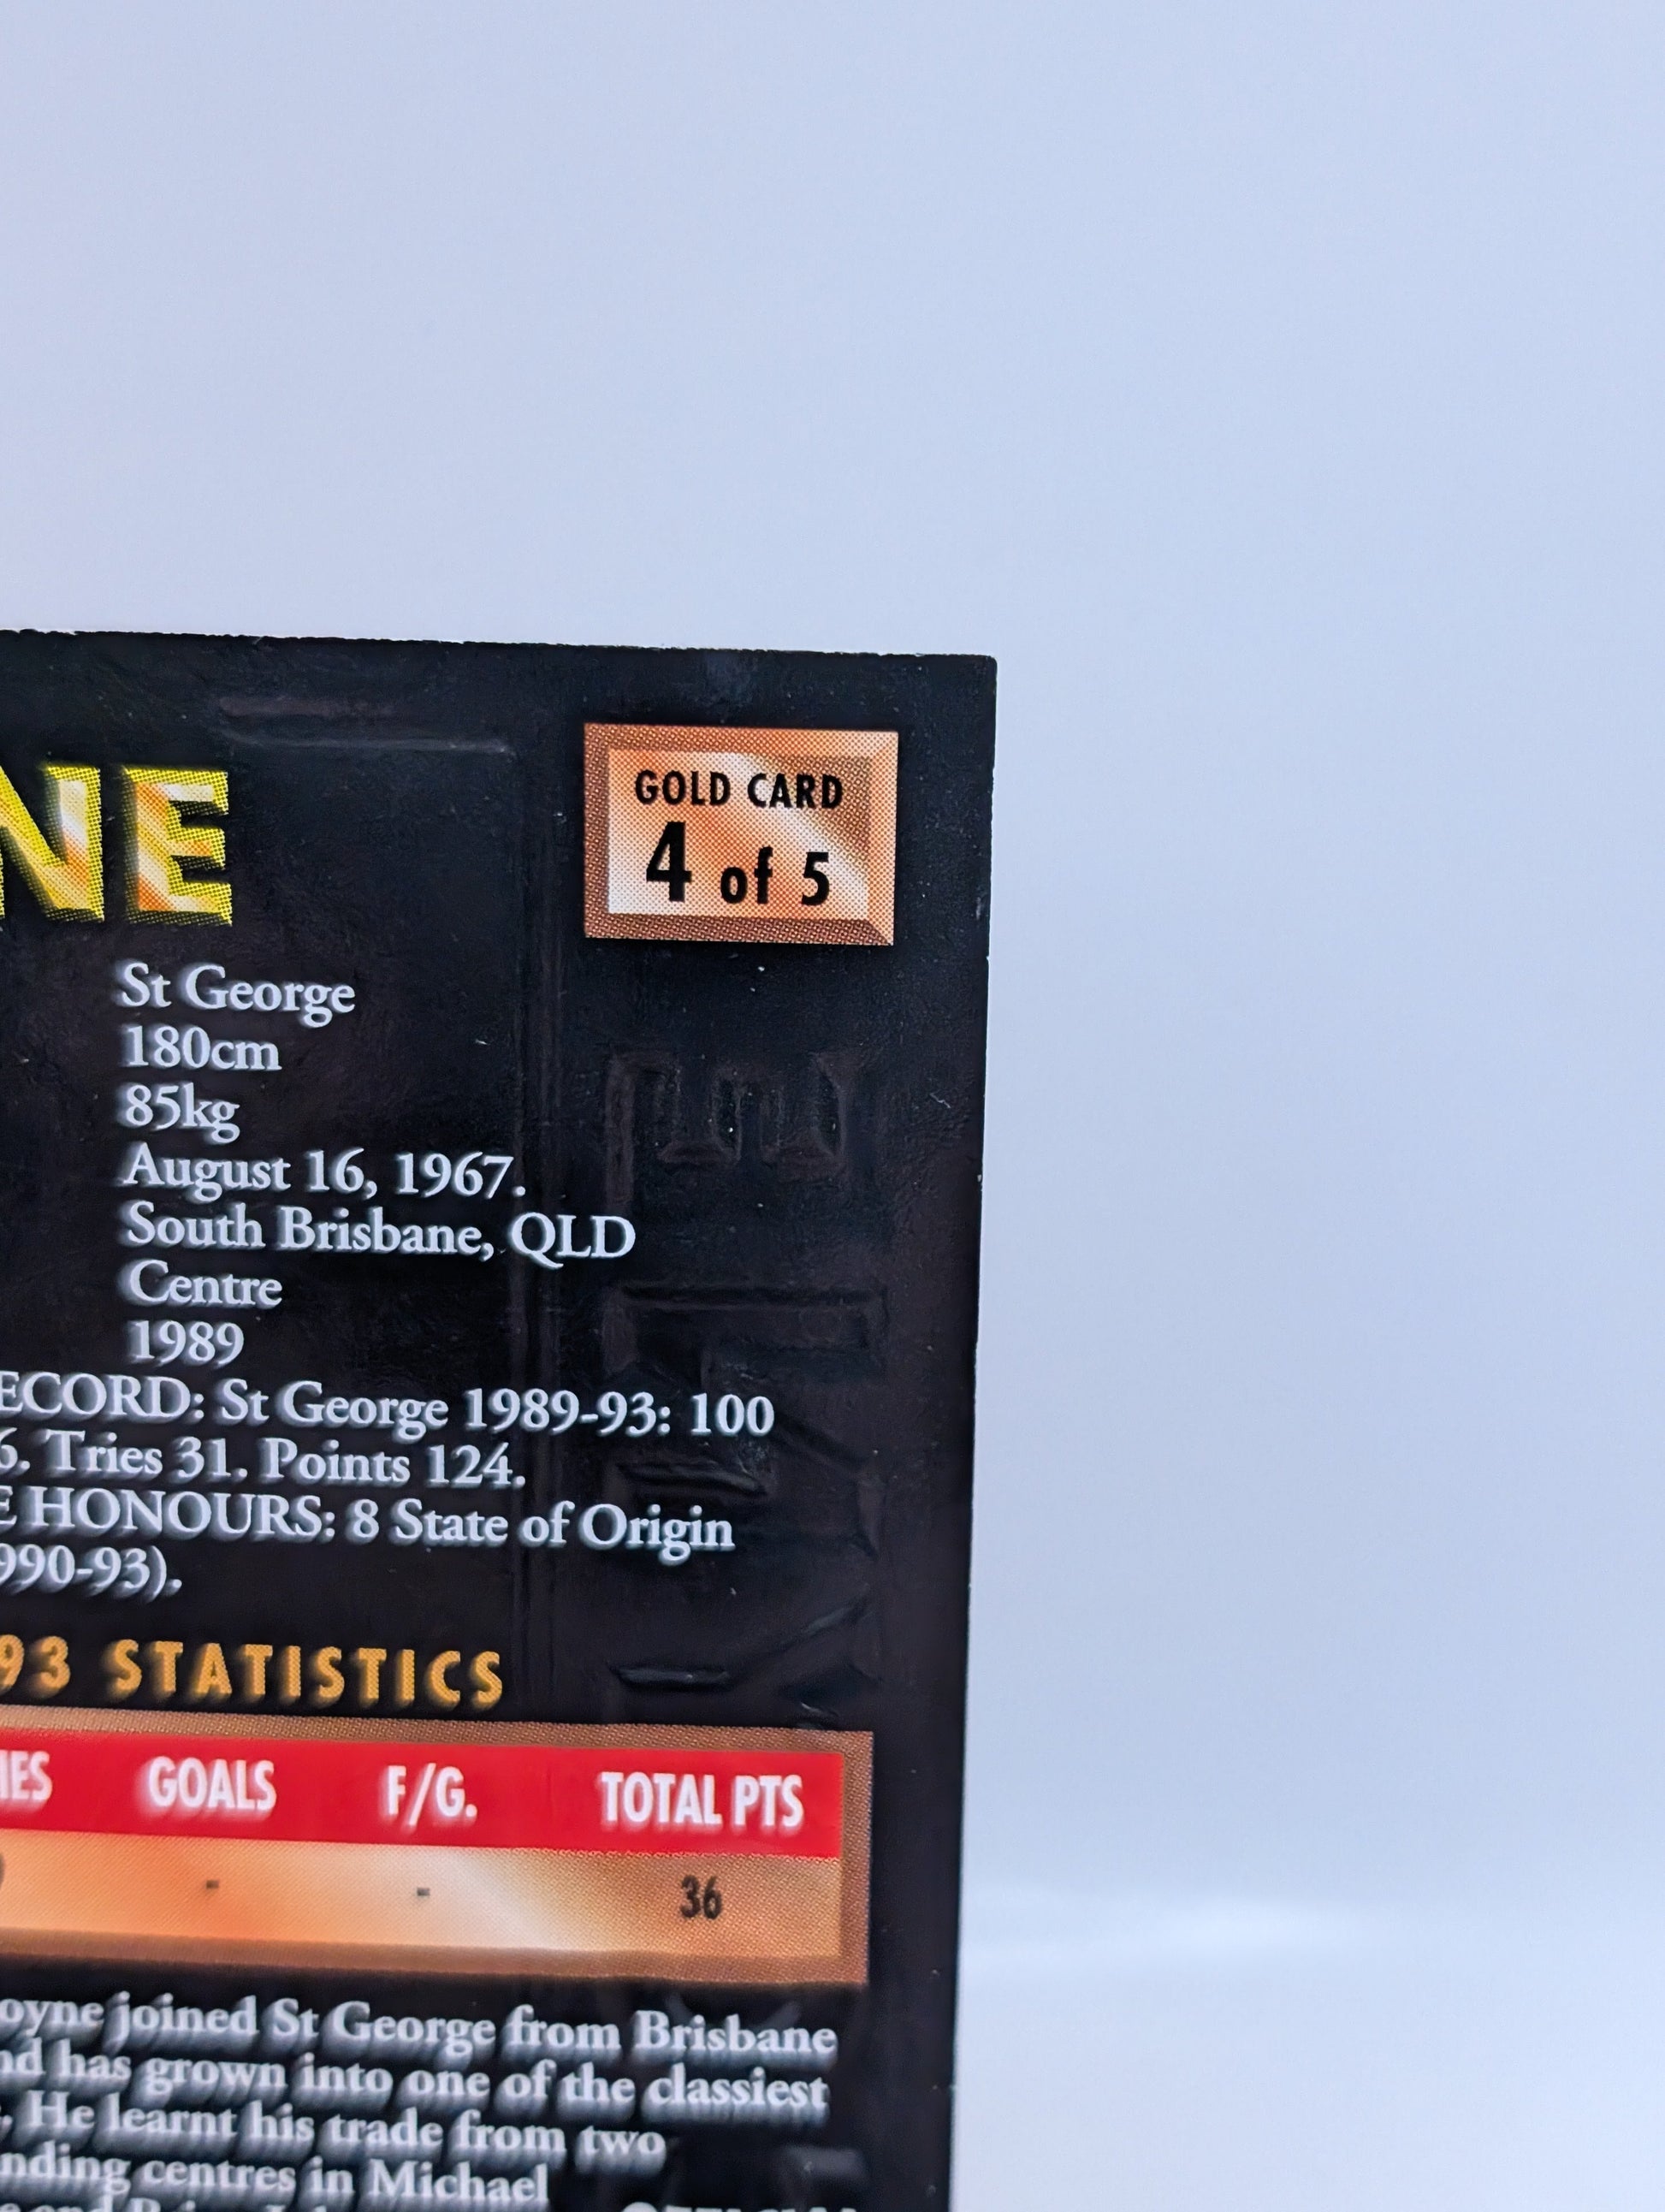 NE
GOLD CARD
4 of 5
St George
180cm
85kg
August 16, 1967.
South Brisbane, QLD
Centre
1989
ECORD: St George 1989-93: 100
6. Tries 31. Points 124.
E HONOURS: 8 State of Origin
990-93).
93 STATISTICS
IES GOALS F/G. TOTAL PTS
- - 36
oyne joined St George from Brisbane
nd has grown into one of the classiest
. He learnt his trade from two
nding centres in Michael